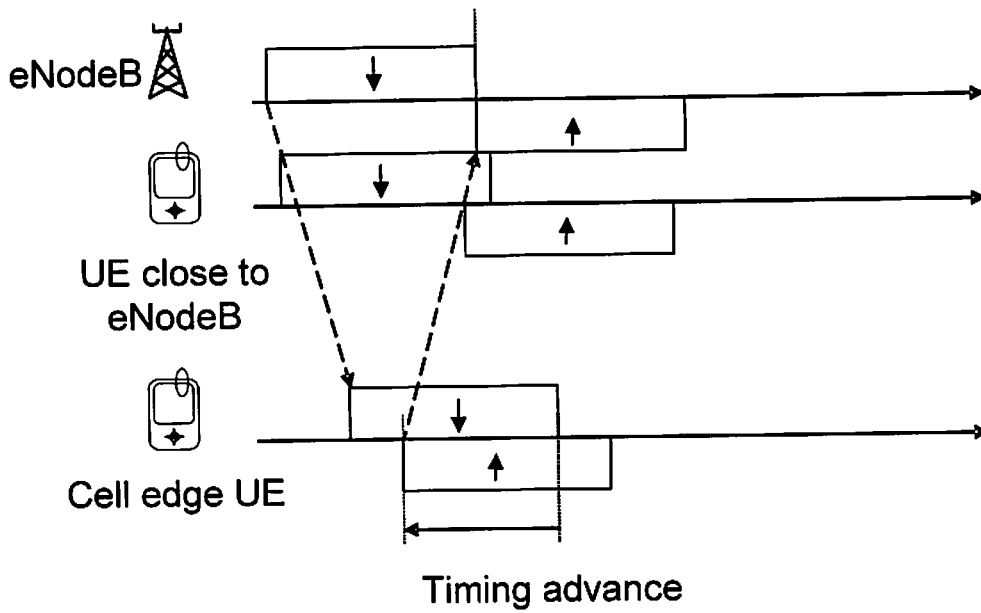 eNodeB
UE close to
eNodeB
Cell edge UE
Timing advance